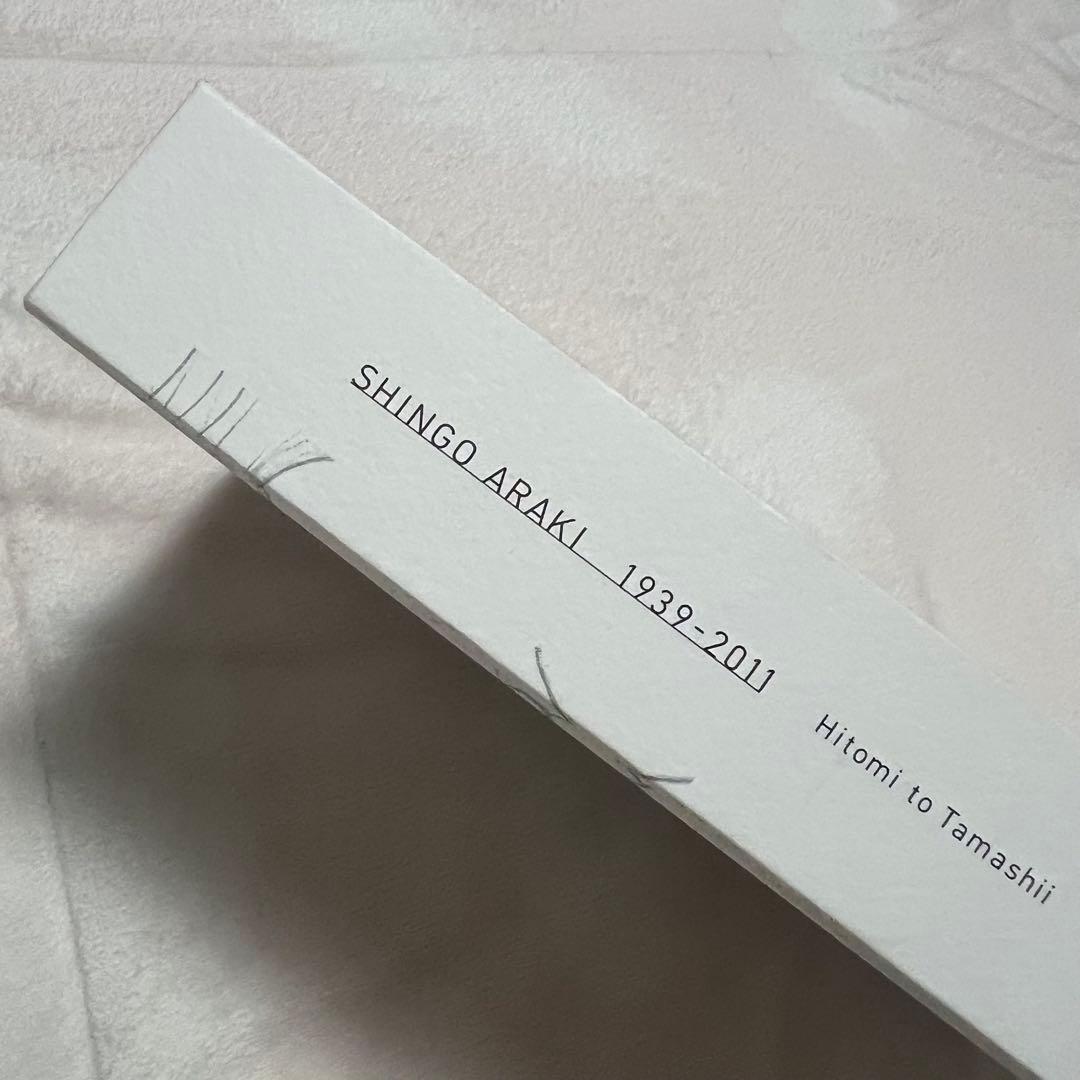 SHINGO ARAKI 1939-2011
Hitomi to Tamashii